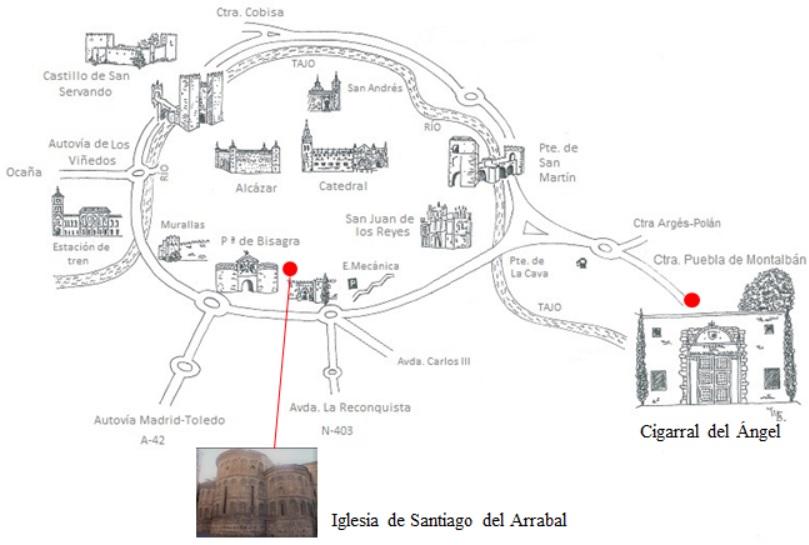 Ctra. Cobisa
Castillo de San
Servando
TAJO
San Andrés
RÍO
Autovía de Los
Viñedos
Ocaña
RÍO
Alcázar
Catedral
Pte. de
San
Martín
Estación de
tren
Murallas
Pª de Bisagra
San Juan de
los Reyes
E.Mecánica
P
Ctra Argés-Polán
Pte. de
La Cava
Ctra. Puebla de Montalbán
TAJO
Avda. Carlos III
Autovía Madrid-Toledo
A-42
Avda. La Reconquista
N-403
Cigarral del Ángel
Iglesia de Santiago del Arrabal